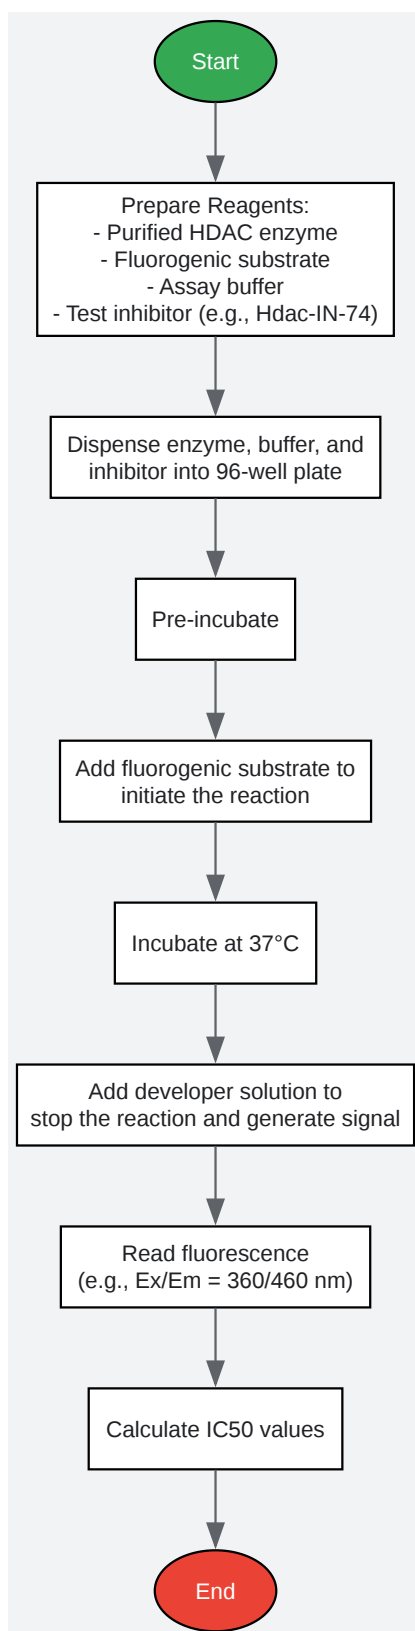 Start
Prepare Reagents:
- Purified HDAC enzyme
- Fluorogenic substrate
- Assay buffer
- Test inhibitor (e.g., Hdac-IN-74)
Dispense enzyme, buffer, and
inhibitor into 96-well plate
Pre-incubate
Add fluorogenic substrate to
initiate the reaction
Incubate at 37°C
Add developer solution to
stop the reaction and generate signal
Read fluorescence
(e.g., Ex/Em = 360/460 nm)
Calculate IC50 values
End